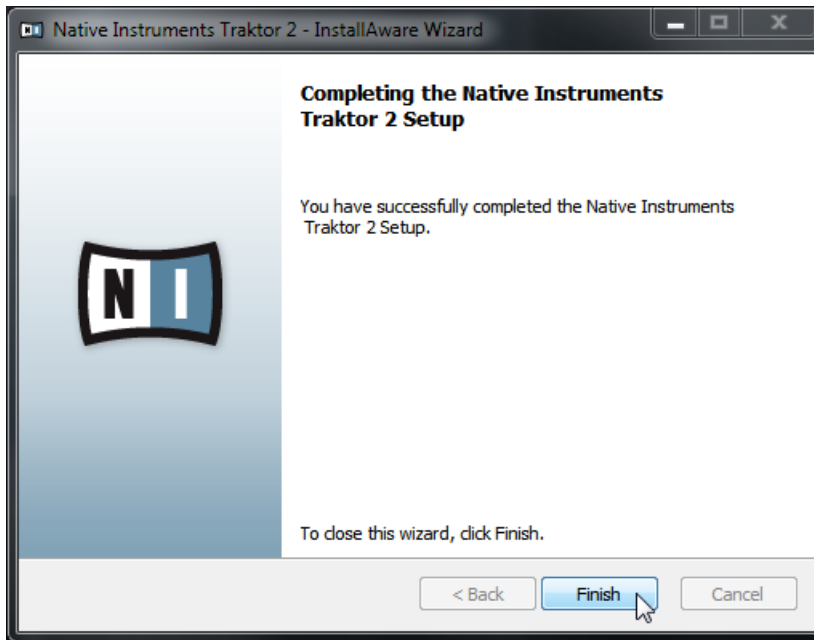 Native Instruments Traktor 2 - InstallAware Wizard
Completing the Native Instruments
Traktor 2 Setup
You have successfully completed the Native Instruments
Traktor 2 Setup.
N I
To close this wizard, click Finish.
< Back Finish Cancel